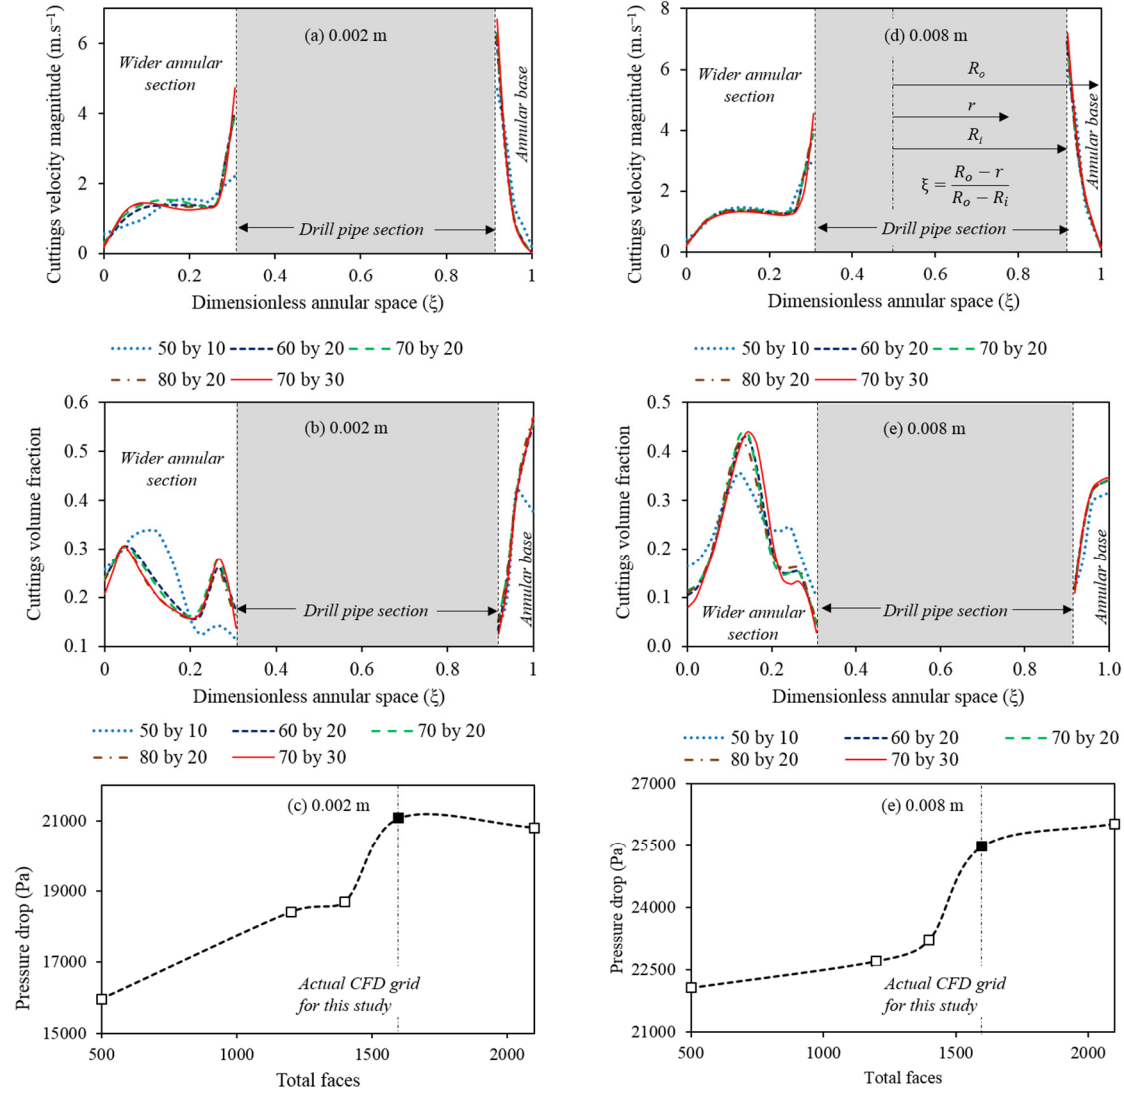 (a) 0.002 m
Cuttings velocity magnitude (m.s⁻¹)
6
4
2
0
Wider annular
section
Drill pipe section
Annular base
0
0.2
0.4
0.6
0.8
1
Dimensionless annular space (ξ)
50 by 10
60 by 20
70 by 20
80 by 20
70 by 30
(d) 0.008 m
Cuttings velocity magnitude (m.s⁻¹)
8
6
4
2
0
Wider annular
section
R_o
r
R_i
ξ = (R_o − r) / (R_o − R_i)
Drill pipe section
Annular base
0
0.2
0.4
0.6
0.8
1
Dimensionless annular space (ξ)
50 by 10
60 by 20
70 by 20
80 by 20
70 by 30
(b) 0.002 m
Cuttings volume fraction
0.6
0.5
0.4
0.3
0.2
0.1
Wider annular
section
Drill pipe section
Annular base
0
0.2
0.4
0.6
0.8
1
Dimensionless annular space (ξ)
50 by 10
60 by 20
70 by 20
80 by 20
70 by 30
(e) 0.008 m
Cuttings volume fraction
0.5
0.4
0.3
0.2
0.1
0.0
Wider annular
section
Drill pipe section
Annular base
0.0
0.2
0.4
0.6
0.8
1.0
Dimensionless annular space (ξ)
50 by 10
60 by 20
70 by 20
80 by 20
70 by 30
(c) 0.002 m
Pressure drop (Pa)
21000
19000
17000
15000
Actual CFD grid
for this study
500
1000
1500
2000
Total faces
(e) 0.008 m
Pressure drop (Pa)
27000
25500
24000
22500
21000
Actual CFD grid
for this study
500
1000
1500
2000
Total faces